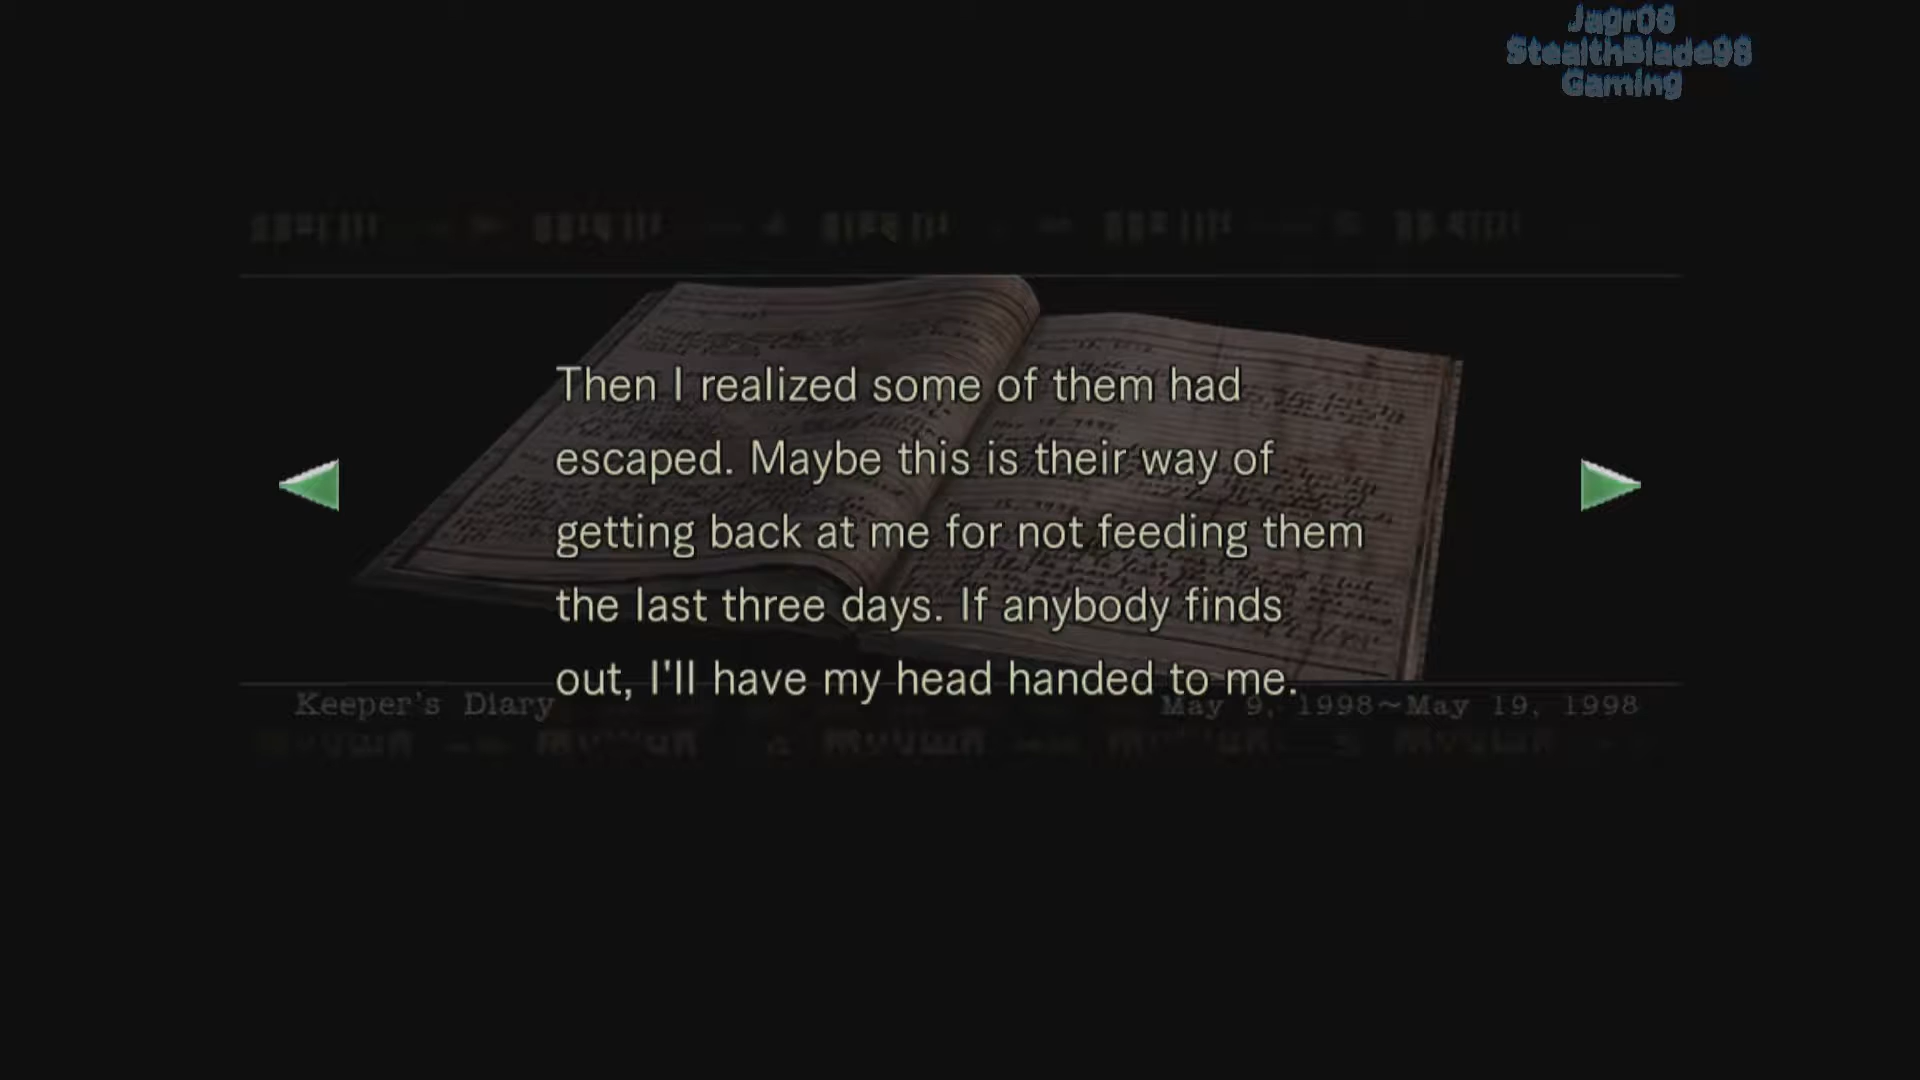 Jagr06
StealthBlade98
Gaming
Then I realized some of them had
escaped. Maybe this is their way of
getting back at me for not feeding them
the last three days. If anybody finds
out, I'll have my head handed to me.
Keeper's Diary
May 9, 1998~May 19, 1998